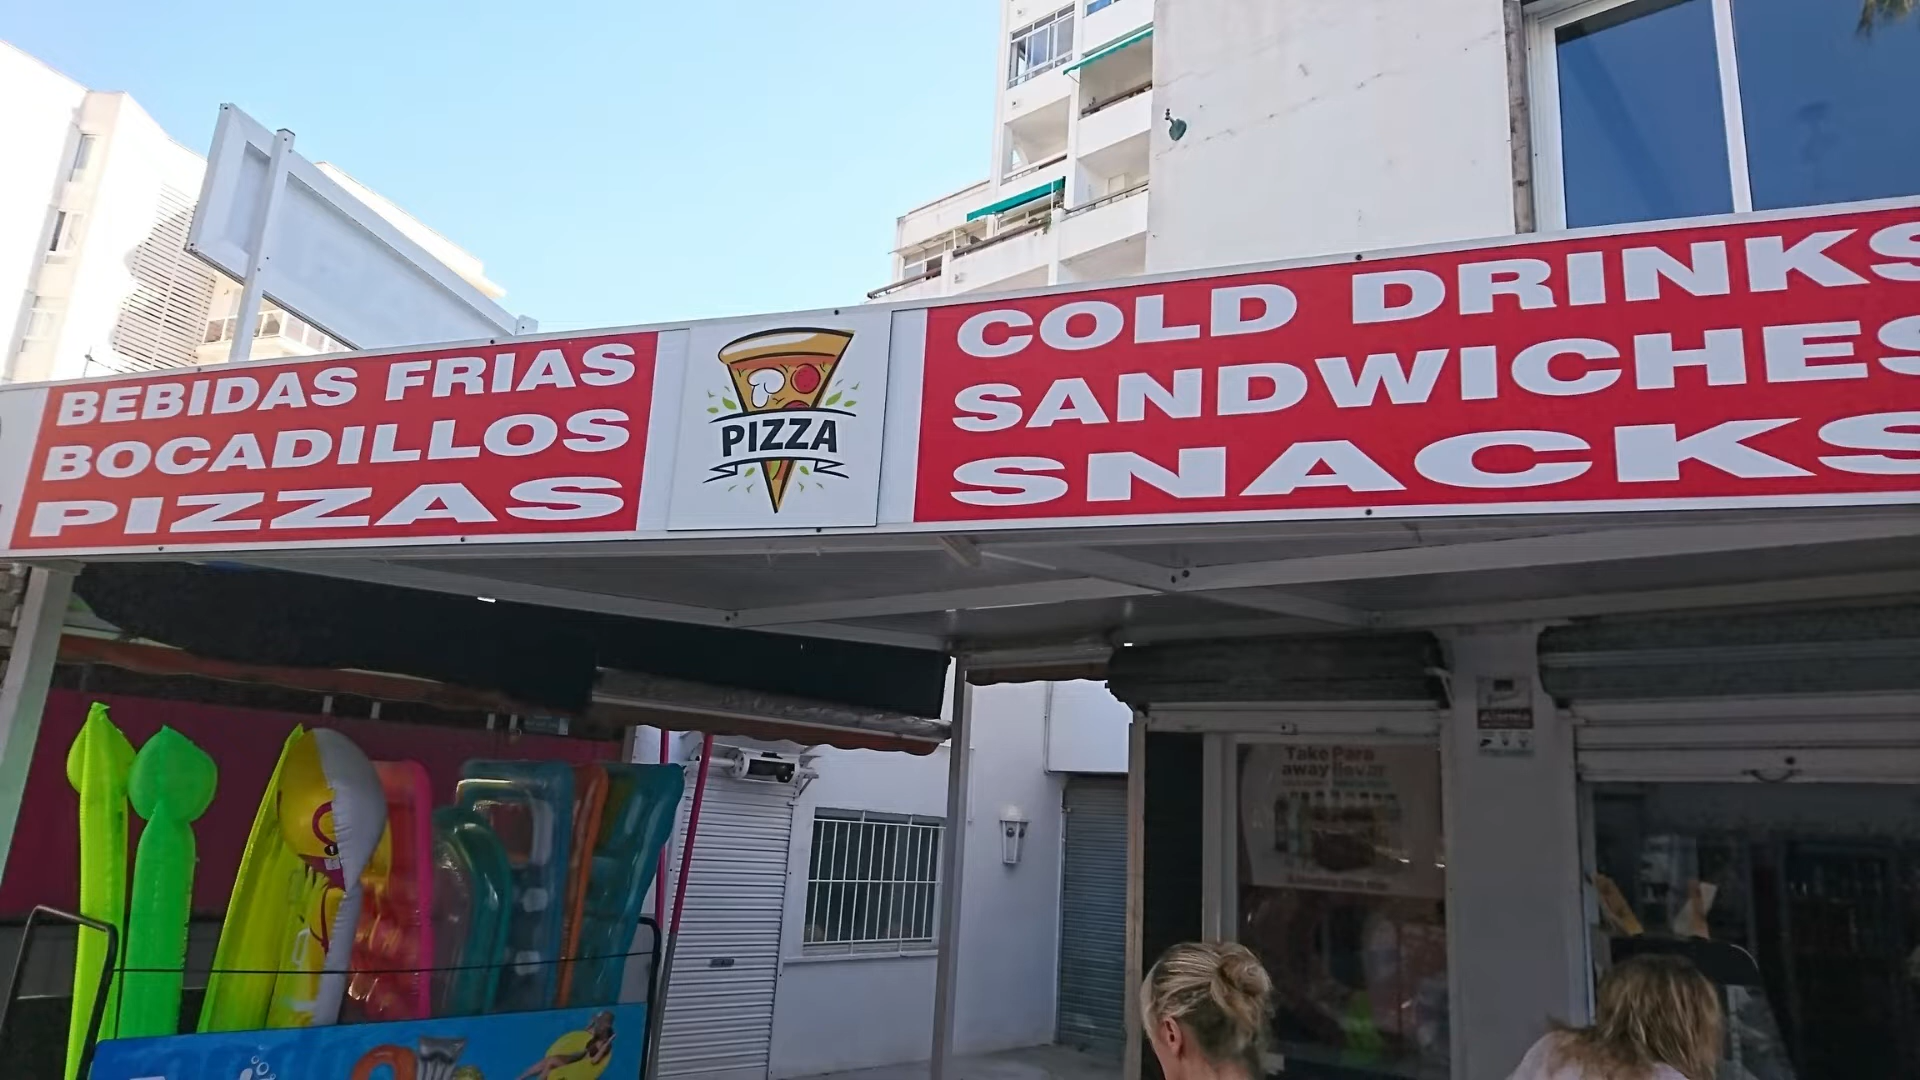 BEBIDAS FRIAS
BOCADILLOS
PIZZAS
PIZZA
COLD DRINKS
SANDWICHES
SNACKS
Take Para
away llevar